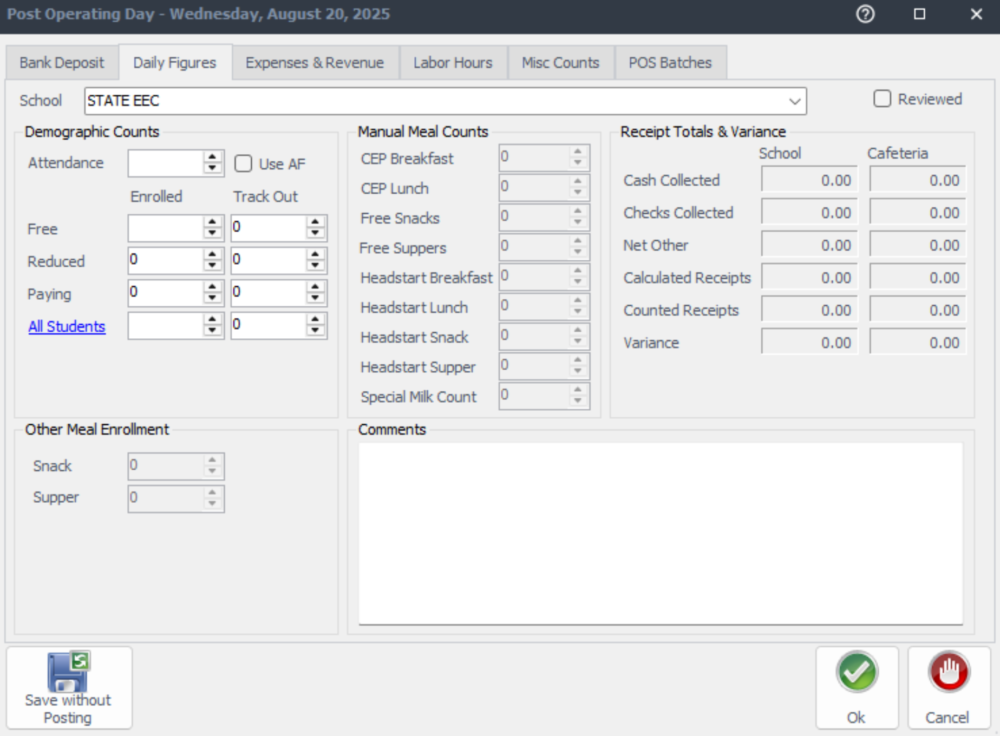 Post Operating Day - Wednesday, August 20, 2025
Bank Deposit
Daily Figures
Expenses & Revenue
Labor Hours
Misc Counts
POS Batches
School
STATE EEC
Reviewed
Demographic Counts
Attendance
Use AF
Enrolled
Track Out
Free
0
Reduced
0
0
Paying
0
0
All Students
0
Manual Meal Counts
CEP Breakfast
0
CEP Lunch
0
Free Snacks
0
Free Suppers
0
Headstart Breakfast
0
Headstart Lunch
0
Headstart Snack
0
Headstart Supper
0
Special Milk Count
0
Receipt Totals & Variance
School
Cafeteria
Cash Collected
0.00
0.00
Checks Collected
0.00
0.00
Net Other
0.00
0.00
Calculated Receipts
0.00
0.00
Counted Receipts
0.00
0.00
Variance
0.00
0.00
Other Meal Enrollment
Snack
0
Supper
0
Comments
Save without
Posting
Ok
Cancel